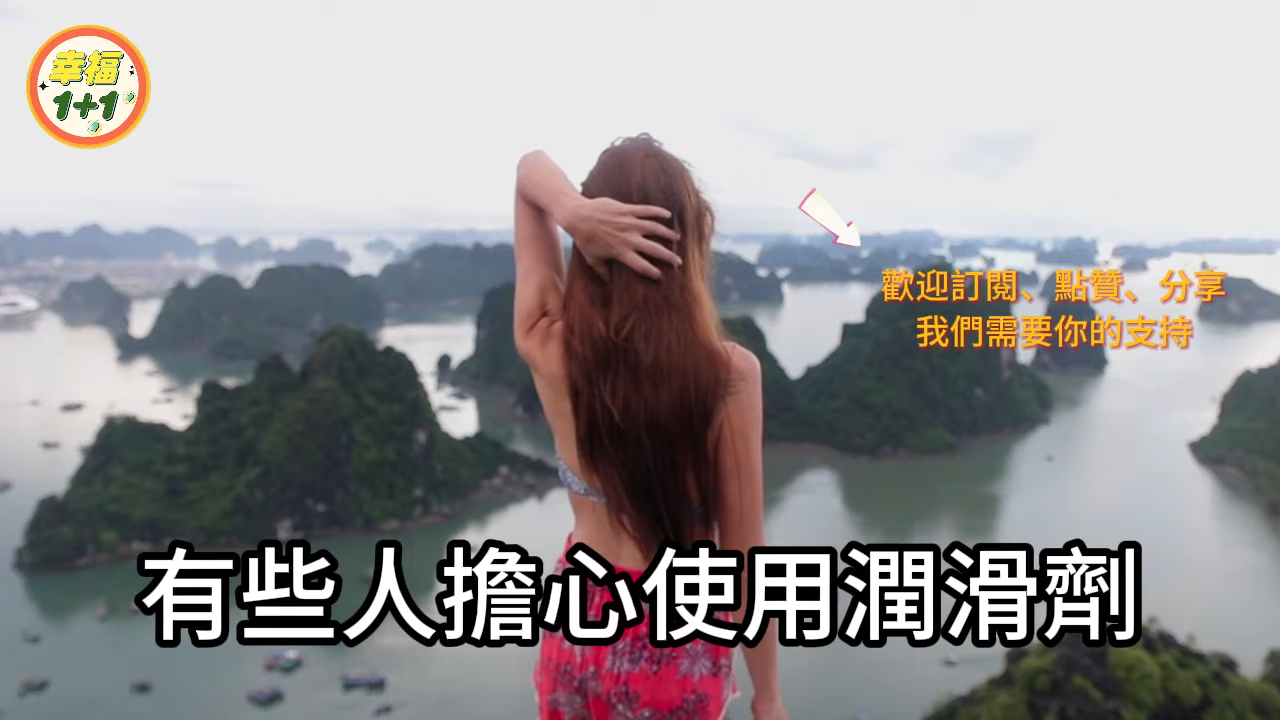 幸福
1+1
歡迎訂閱、點贊、分享
我們需要你的支持
有些人擔心使用潤滑劑